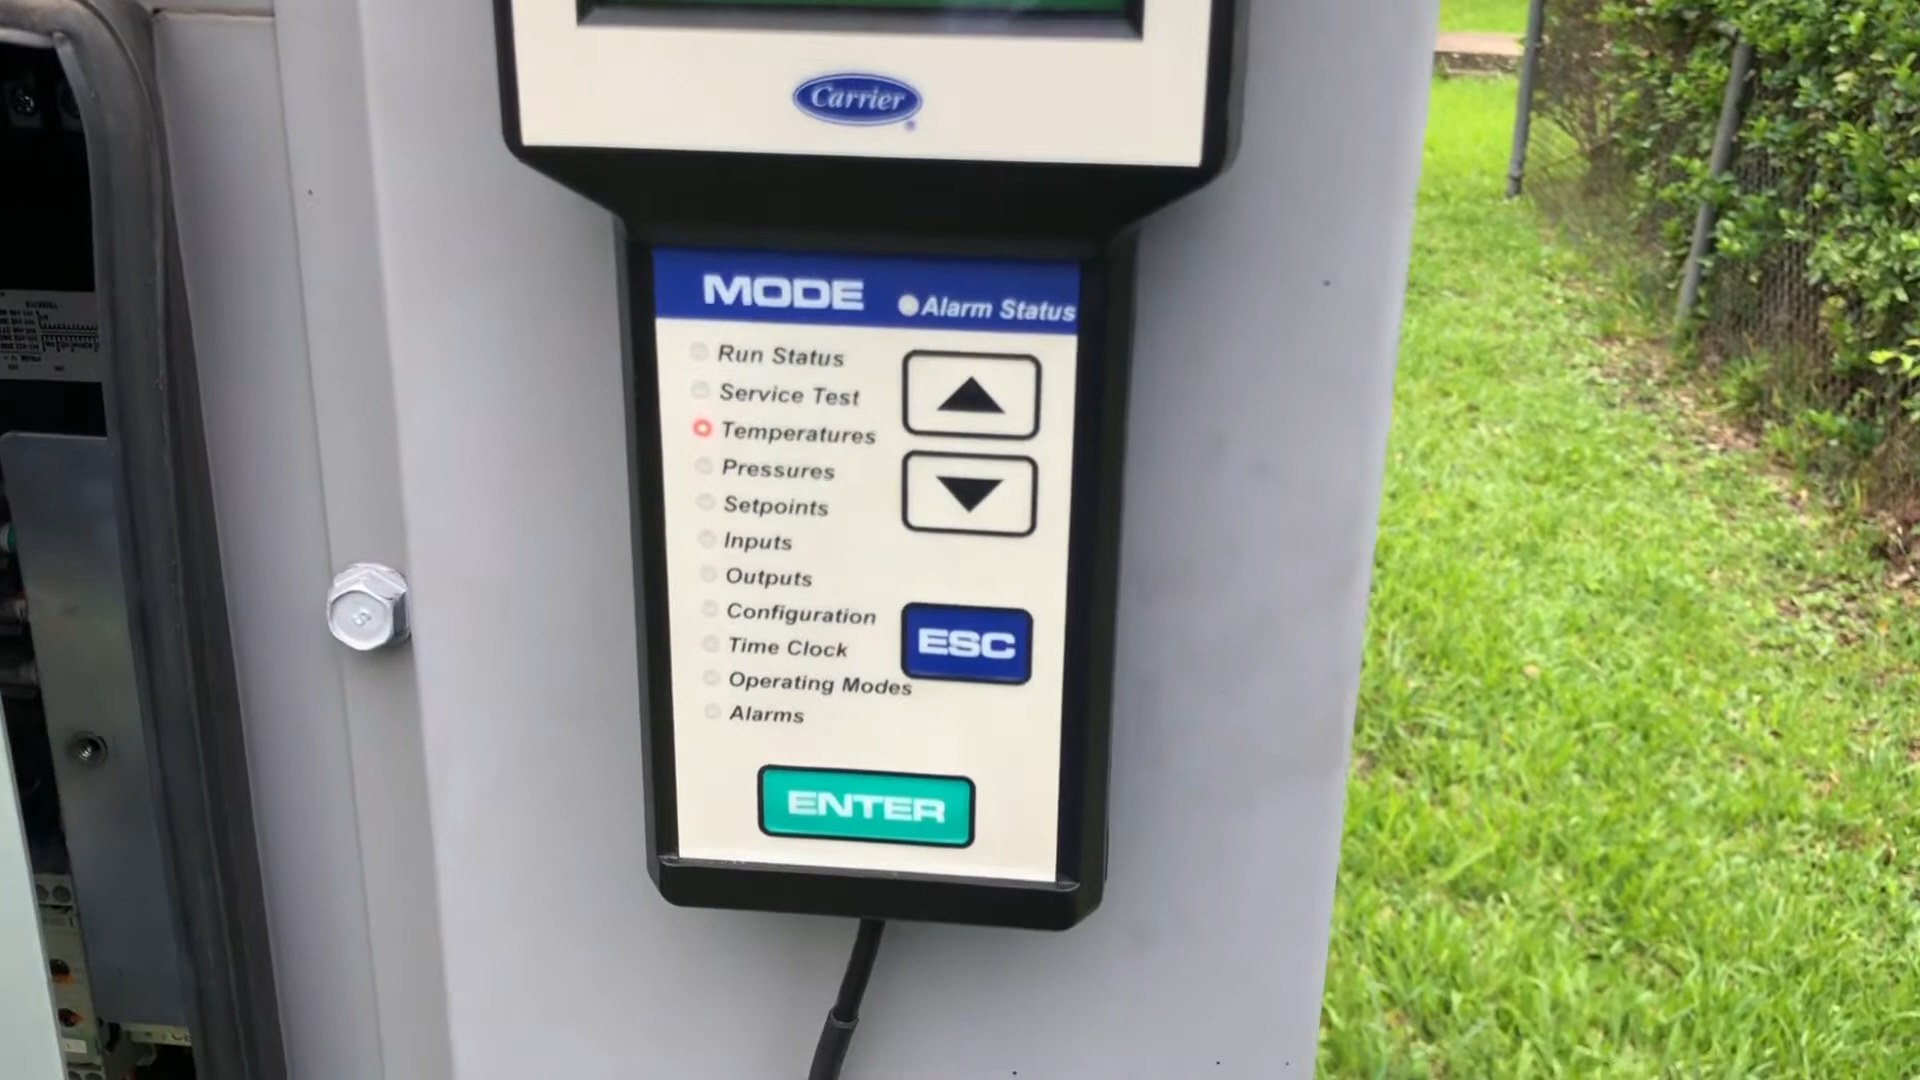 Carrier
MODE
Alarm Status
Run Status
Service Test
Temperatures
Pressures
Setpoints
Inputs
Outputs
Configuration
Time Clock
Operating Modes
Alarms
ESC
ENTER